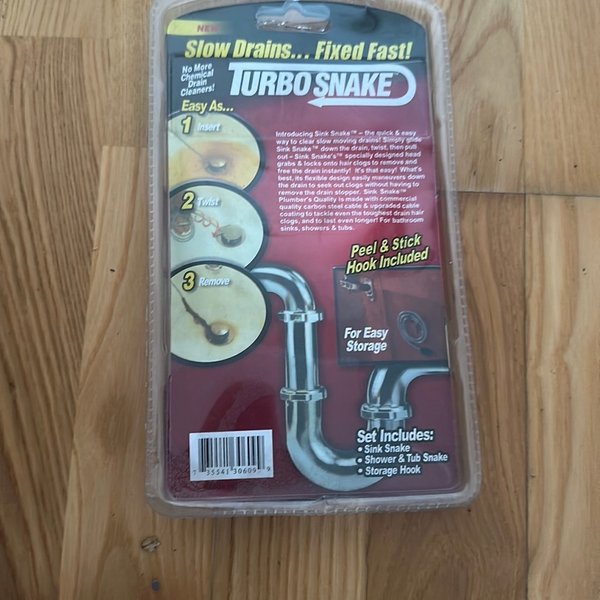 NEW
Slow Drains... Fixed Fast!
No More
Chemical
Drain
Cleaners!
TURBO SNAKE™
Easy As...
1 Insert
2 Twist
3 Remove
Introducing Sink Snake™ – the quick & easy
way to clear slow moving drains! Simply glide
Sink Snake™ down the drain, twist, then pull
out – Sink Snake's™ specially designed head
grabs & locks onto hair clogs to remove and
free the drain instantly! It's that easy! What's
best, its flexible design easily maneuvers down
the drain to seek out clogs without having to
remove the drain stopper. Sink Snake™
Plumber's Quality is made with commercial
quality carbon steel cable & upgraded cable
coating to tackle even the toughest drain hair
clogs, and to last even longer! For bathroom
sinks, showers & tubs.
Peel & Stick
Hook Included
For Easy
Storage
Set Includes:
• Sink Snake
• Shower & Tub Snake
• Storage Hook
7 35541 30609 9